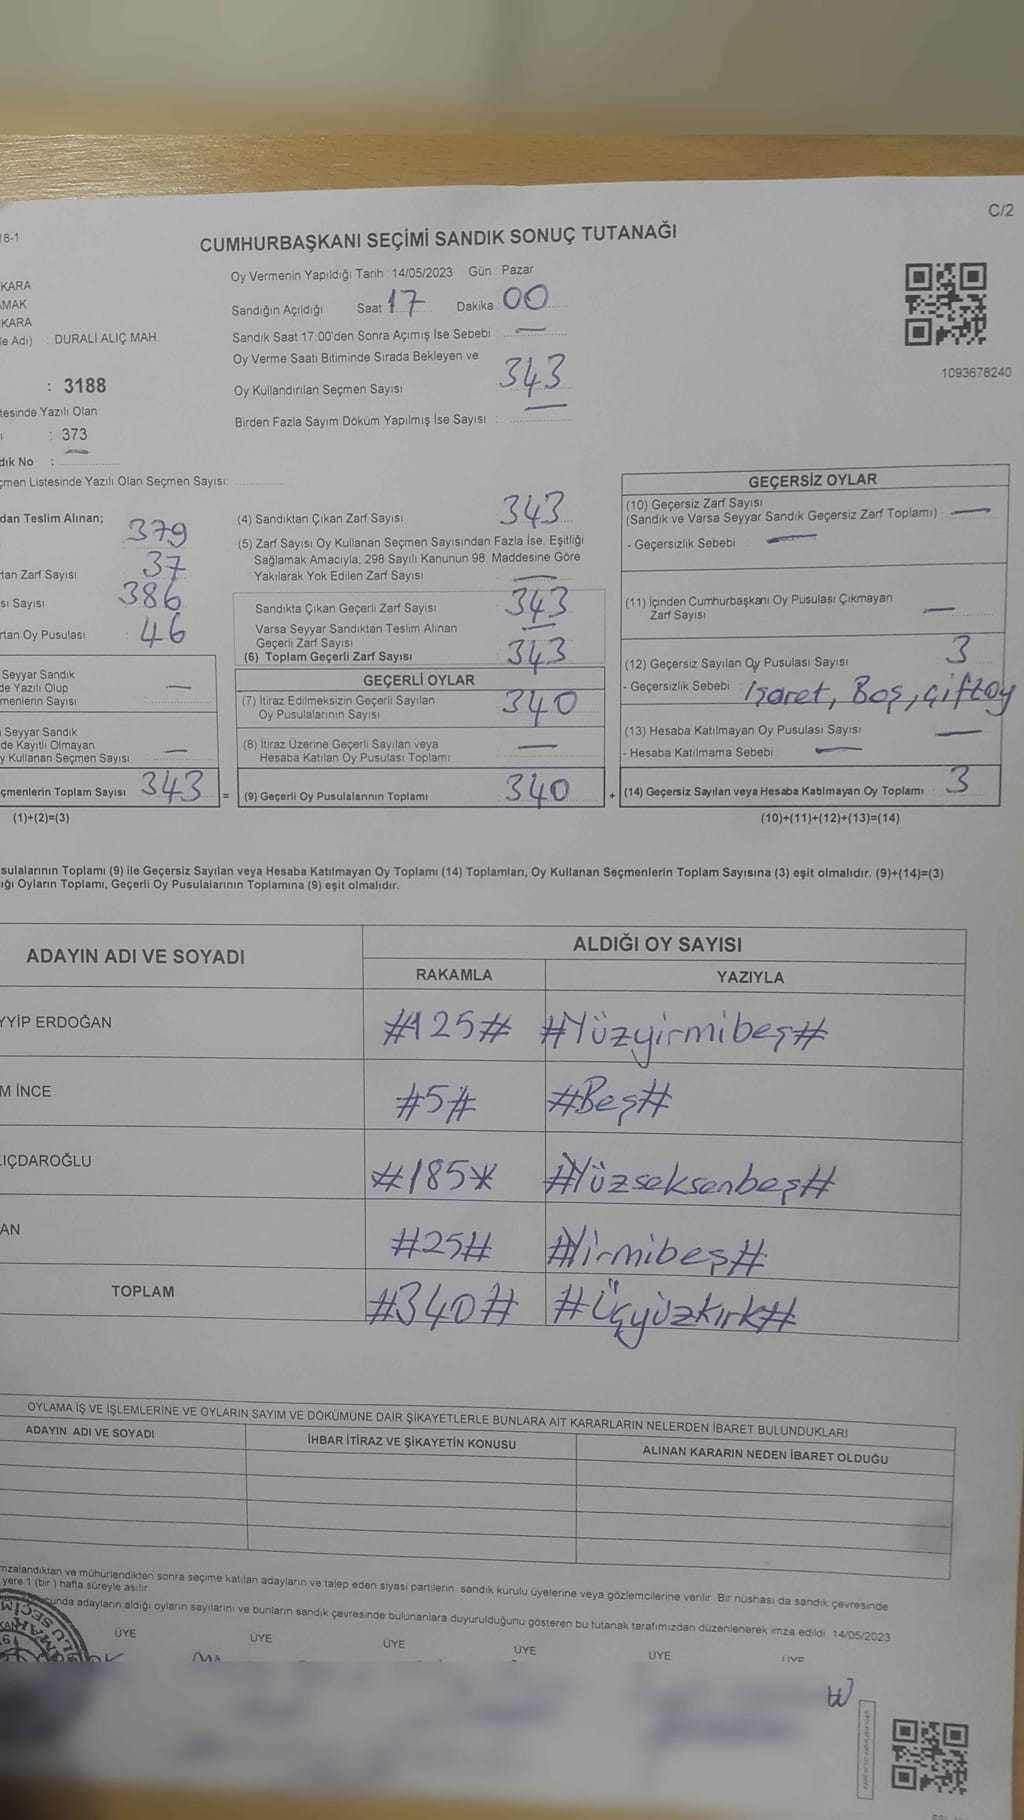 18-1
C/2
CUMHURBAŞKANI SEÇİMİ SANDIK SONUÇ TUTANAĞI
KARA
MAK
KARA
e Adı) : DURALİ ALIÇ MAH.
: 3188
tesinde Yazılı Olan
: 373
dık No :
Oy Vermenin Yapıldığı Tarih : 14/05/2023 Gün : Pazar
Sandığın Açıldığı Saat 17 Dakika : 00
Sandık Saat 17:00'den Sonra Açımış İse Sebebi : —
Oy Verme Saati Bitiminde Sırada Bekleyen ve
Oy Kullandırılan Seçmen Sayısı : 343
Birden Fazla Sayım Döküm Yapılmış İse Sayısı : —
1093678240
çmen Listesinde Yazılı Olan Seçmen Sayısı:
dan Teslim Alınan;
379
tan Zarf Sayısı 37
sı Sayısı 386
rtan Oy Pusulası : 46
Seyyar Sandık
de Yazılı Olup
menlerin Sayısı —
Seyyar Sandık
de Kayıtlı Olmayan
y Kullanan Seçmen Sayısı —
çmenlerin Toplam Sayısı 343 =
(1)+(2)=(3)
(4) Sandıktan Çıkan Zarf Sayısı 343
(5) Zarf Sayısı Oy Kullanan Seçmen Sayısından Fazla İse, Eşitliği
Sağlamak Amacıyla; 298 Sayılı Kanunun 98. Maddesine Göre
Yakılarak Yok Edilen Zarf Sayısı —
Sandıkta Çıkan Geçerli Zarf Sayısı 343
Varsa Seyyar Sandıktan Teslim Alınan
Geçerli Zarf Sayısı —
(6) Toplam Geçerli Zarf Sayısı 343
GEÇERLİ OYLAR
(7) İtiraz Edilmeksizin Geçerli Sayılan
Oy Pusulalarının Sayısı 340
(8) İtiraz Üzerine Geçerli Sayılan veya
Hesaba Katılan Oy Pusulası Toplamı —
(9) Geçerli Oy Pusulalarının Toplamı 340 +
GEÇERSİZ OYLAR
(10) Geçersiz Zarf Sayısı
(Sandık ve Varsa Seyyar Sandık Geçersiz Zarf Toplamı) : —
- Geçersizlik Sebebi : —
(11) İçinden Cumhurbaşkanı Oy Pusulası Çıkmayan
Zarf Sayısı —
(12) Geçersiz Sayılan Oy Pusulası Sayısı 3
- Geçersizlik Sebebi : İşaret, Boş, çiftoy
(13) Hesaba Katılmayan Oy Pusulası Sayısı —
- Hesaba Katılmama Sebebi : —
(14) Geçersiz Sayılan veya Hesaba Katılmayan Oy Toplamı 3
(10)+(11)+(12)+(13)=(14)
sulalarının Toplamı (9) ile Geçersiz Sayılan veya Hesaba Katılmayan Oy Toplamı (14) Toplamları, Oy Kullanan Seçmenlerin Toplam Sayısına (3) eşit olmalıdır. (9)+(14)=(3)
ığı Oyların Toplamı, Geçerli Oy Pusulalarının Toplamına (9) eşit olmalıdır.
ADAYIN ADI VE SOYADI
ALDIĞI OY SAYISI
RAKAMLA YAZIYLA
YYİP ERDOĞAN #125# #Yüzyirmibeş#
M İNCE #5# #Beş#
LIÇDAROĞLU #185# #Yüzseksenbeş#
AN #25# #Yirmibeş#
TOPLAM #340# #Üçyüzkırk#
OYLAMA İŞ VE İŞLEMLERİNE VE OYLARIN SAYIM VE DÖKÜMÜNE DAİR ŞİKAYETLERLE BUNLARA AİT KARARLARIN NELERDEN İBARET BULUNDUKLARI
ADAYIN ADI VE SOYADI İHBAR İTİRAZ VE ŞİKAYETİN KONUSU ALINAN KARARIN NEDEN İBARET OLDUĞU
mzalandıktan ve mühürlendikten sonra seçime katılan adayların ve talep eden siyasi partilerin sandık kurulu üyelerine veya gözlemcilerine verilir. Bir nüshası da sandık çevresinde
yere 1 (bir ) hafta süreyle asılır.
unda adayların aldığı oyların sayılarını ve bunların sandık çevresinde bulunanlara duyurulduğunu gösteren bu tutanak tarafımızdan düzenlenerek imza edildi. 14/05/2023
ÜYE ÜYE ÜYE ÜYE ÜYE ÜYE